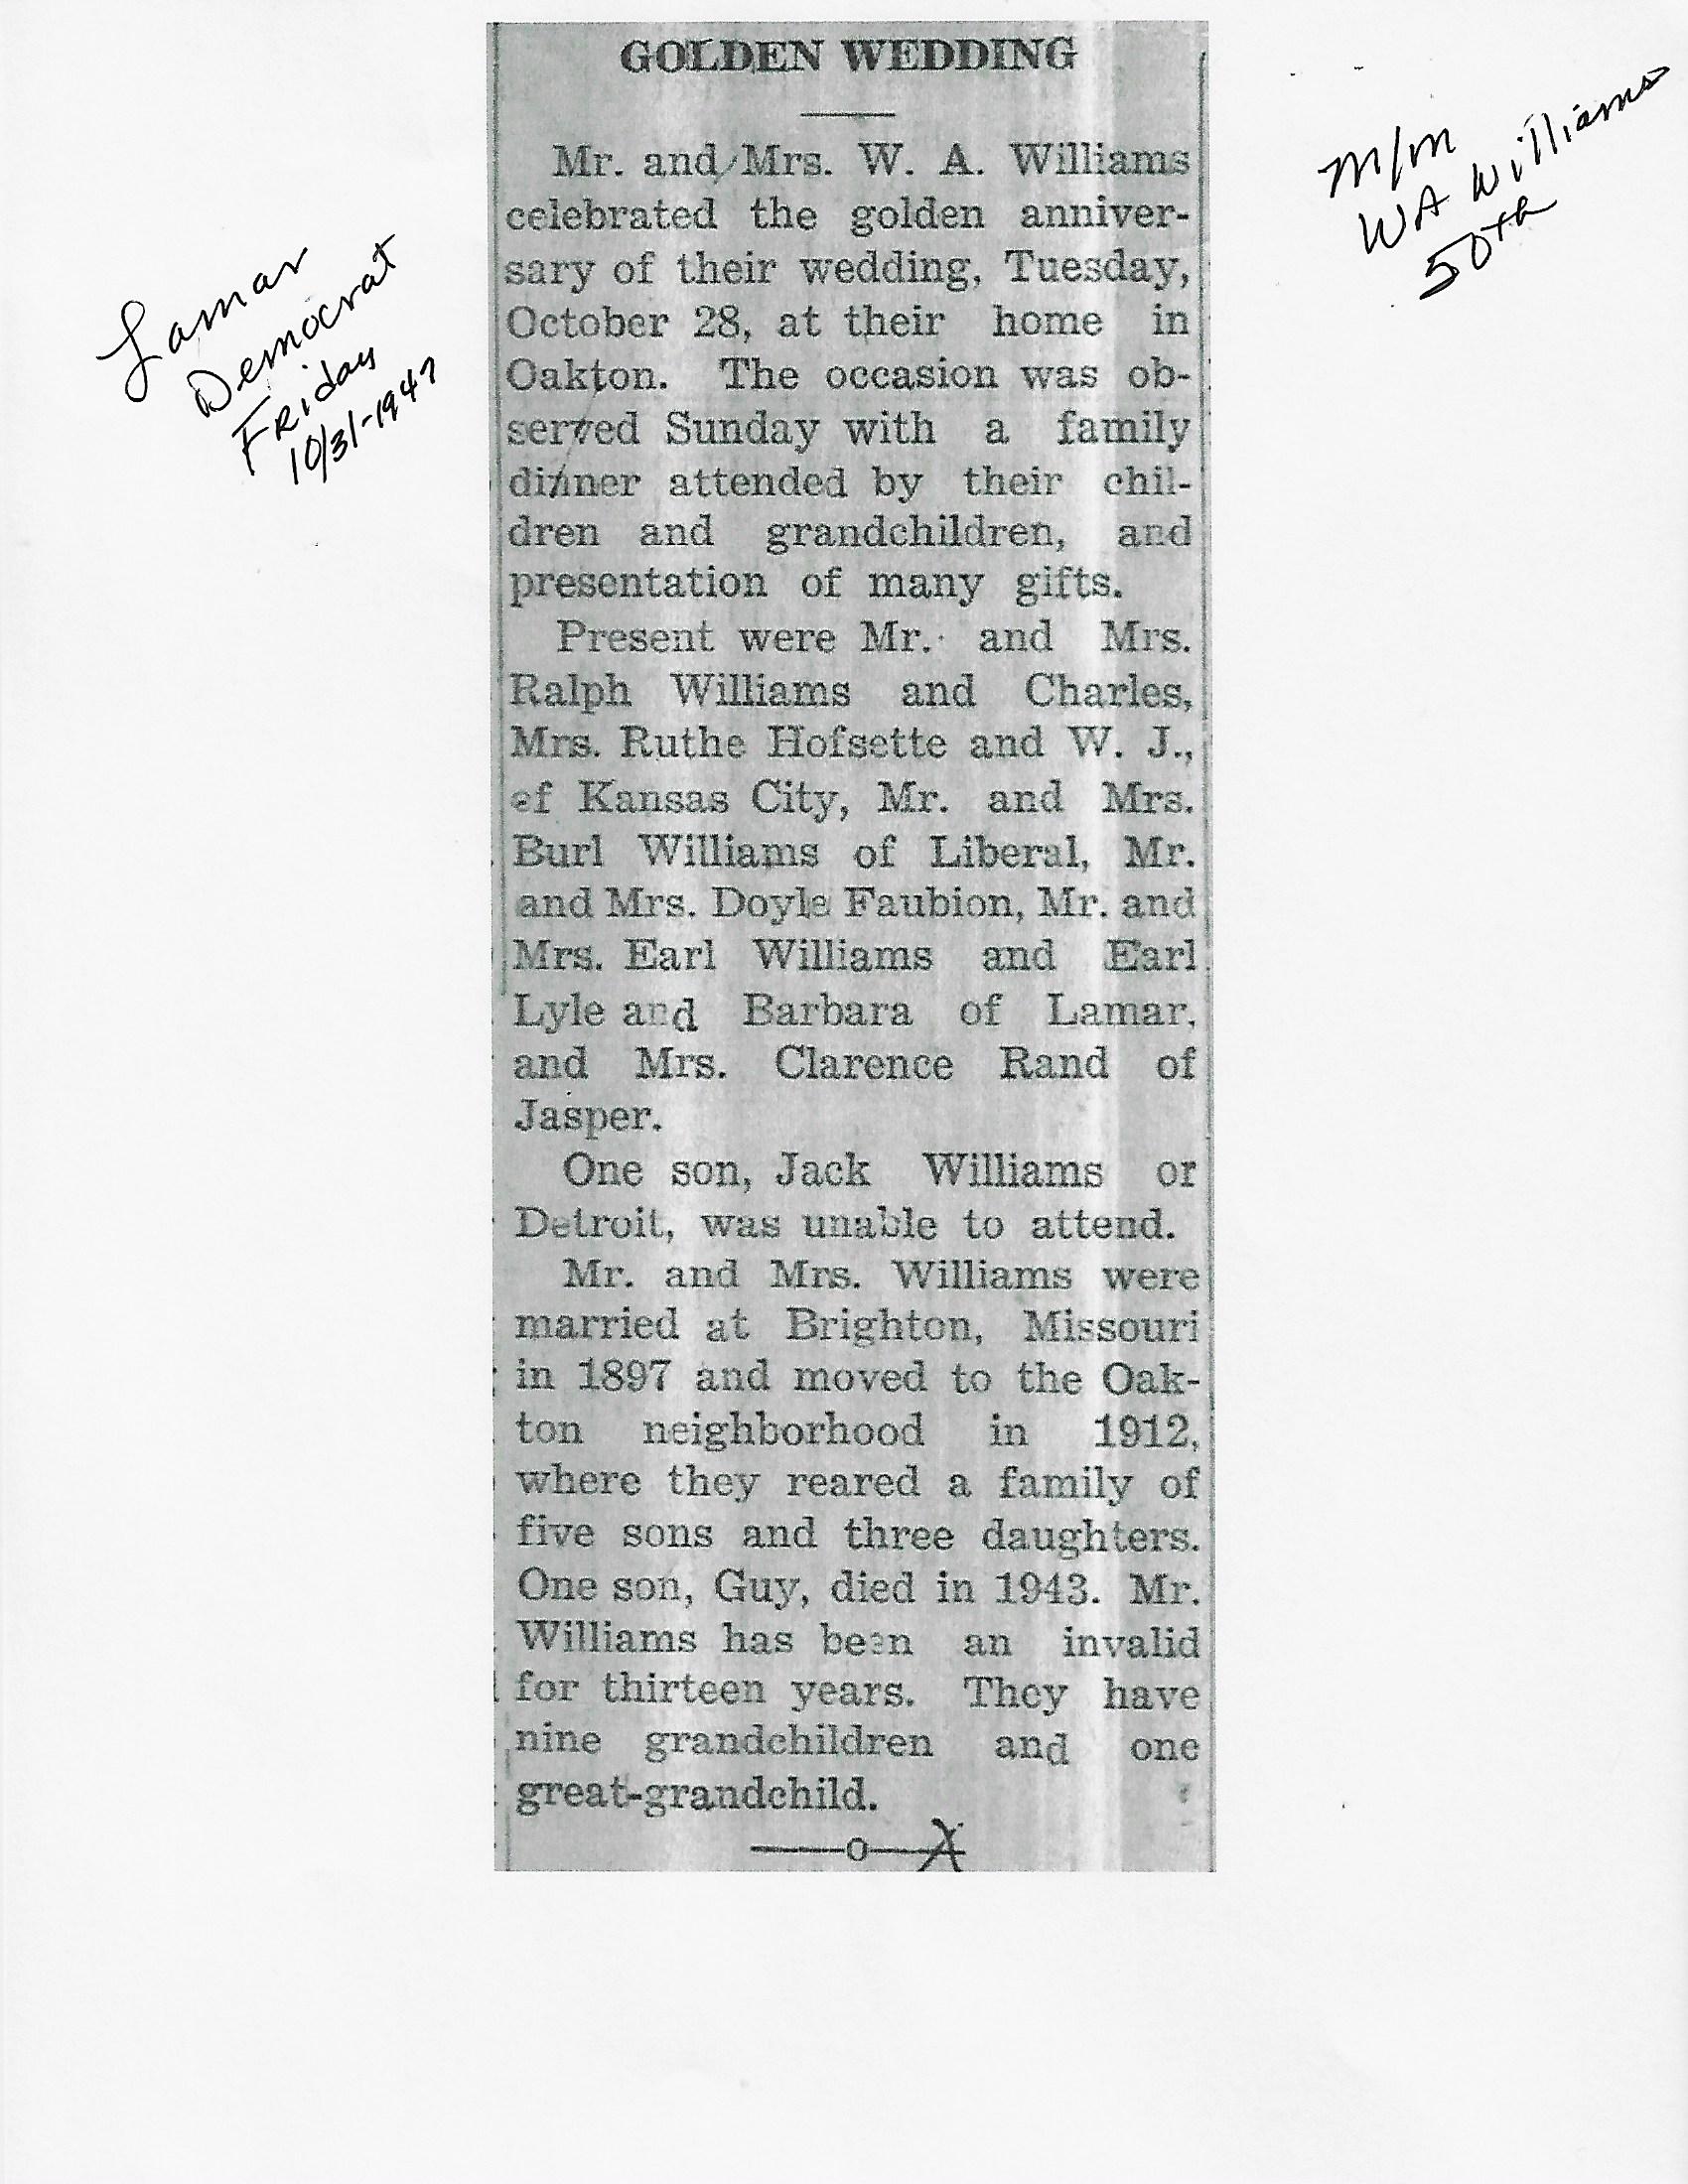 GOLDEN WEDDING
Mr. and Mrs. W. A. Williams
celebrated the golden anniver-
sary of their wedding, Tuesday,
October 28, at their home in
Oakton. The occasion was ob-
served Sunday with a family
dinner attended by their chil-
dren and grandchildren, and
presentation of many gifts.
Present were Mr. and Mrs.
Ralph Williams and Charles,
Mrs. Ruthe Hofsette and W. J.,
of Kansas City, Mr. and Mrs.
Burl Williams of Liberal, Mr.
and Mrs. Doyle Faubion, Mr. and
Mrs. Earl Williams and Earl
Lyle and Barbara of Lamar,
and Mrs. Clarence Rand of
Jasper.
One son, Jack Williams or
Detroit, was unable to attend.
Mr. and Mrs. Williams were
married at Brighton, Missouri
in 1897 and moved to the Oak-
ton neighborhood in 1912,
where they reared a family of
five sons and three daughters.
One son, Guy, died in 1943. Mr.
Williams has been an invalid
for thirteen years. They have
nine grandchildren and one
great-grandchild.
o X
Lamar
Democrat
Friday
10/31-1947
M/M
WA Williams
50th